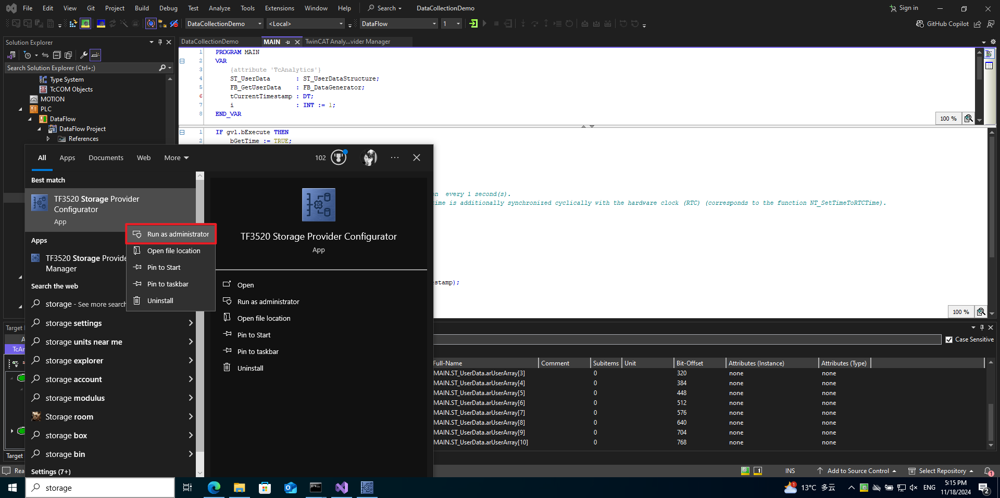 File Edit View Git Project Build Debug Test Analyze Tools Extensions Window Help Search DataCollectionDemo Sign in
DataCollectionDemo <Local> DataFlow 1 GitHub Copilot
Solution Explorer
Search Solution Explorer (Ctrl+;)
Type System
TcCOM Objects
MOTION
PLC
DataFlow
DataFlow Project
References
DataCollectionDemo MAIN TwinCAT Analy...vider Manager
1 PROGRAM MAIN
2 VAR
3 {attribute 'TcAnalytics'}
4 ST_UserData : ST_UserDataStructure;
5 FB_GetUserData : FB_DataGenerator;
6 tCurrentTimestamp : DT;
7 i : INT := 1;
8 END_VAR
100 %
1 IF gvl.bExecute THEN
2 bGetTime := TRUE;
on every 1 second(s).
time is additionally synchronized cyclically with the hardware clock (RTC) (corresponds to the function NT_SetTimeToRTCTime).
estamp);
100 %
All Apps Documents Web More 102 ···
Best match
TF3520 Storage Provider
Configurator
App
Apps
TF3520 Storage Provide
Manager
Search the web
storage - See more search
storage settings
storage units near me
storage explorer
storage account
storage modulus
Storage room
storage box
storage bin
Settings (7+)
Run as administrator
Open file location
Pin to Start
Pin to taskbar
Uninstall
TF3520 Storage Provider Configurator
App
Open
Run as administrator
Open file location
Pin to Start
Pin to taskbar
Uninstall
Target
A
TcAn
Target
Rea
Case Sensitive
Full-Name Comment Subitems Unit Bit-Offset Attributes (Instance) Attributes (Type)
MAIN.ST_UserData.arUserArray[3] 0 320 none none
MAIN.ST_UserData.arUserArray[4] 0 384 none none
MAIN.ST_UserData.arUserArray[5] 0 448 none none
MAIN.ST_UserData.arUserArray[6] 0 512 none none
MAIN.ST_UserData.arUserArray[7] 0 576 none none
MAIN.ST_UserData.arUserArray[8] 0 640 none none
MAIN.ST_UserData.arUserArray[9] 0 704 none none
MAIN.ST_UserData.arUserArray[10] 0 768 none none
1 INS Add to Source Control Select Repository 1
storage
1 13°C 多云 ENG 5:15 PM
11/18/2024 2